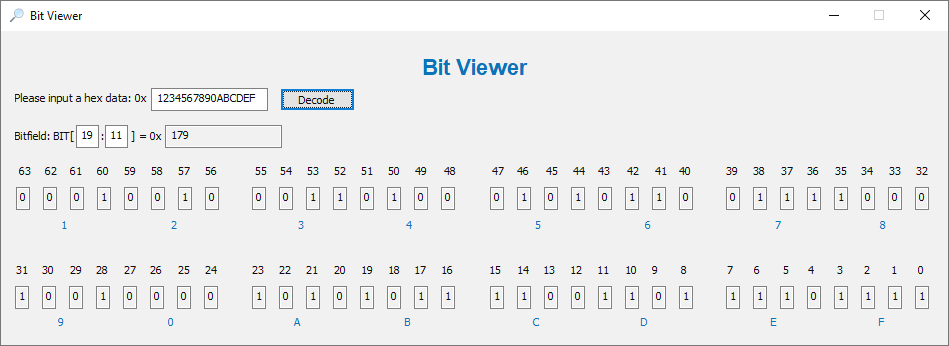 Bit Viewer
Bit Viewer
Please input a hex data: 0x 1234567890ABCDEF Decode
Bitfield: BIT[ 19 : 11 ] = 0x 179
63 62 61 60 59 58 57 56 55 54 53 52 51 50 49 48 47 46 45 44 43 42 41 40 39 38 37 36 35 34 33 32
0 0 0 1 0 0 1 0 0 0 1 1 0 1 0 0 0 1 0 1 0 1 1 0 0 1 1 1 1 0 0 0
1 2 3 4 5 6 7 8
31 30 29 28 27 26 25 24 23 22 21 20 19 18 17 16 15 14 13 12 11 10 9 8 7 6 5 4 3 2 1 0
1 0 0 1 0 0 0 0 1 0 1 0 1 0 1 1 1 1 0 0 1 1 0 1 1 1 1 0 1 1 1 1
9 0 A B C D E F